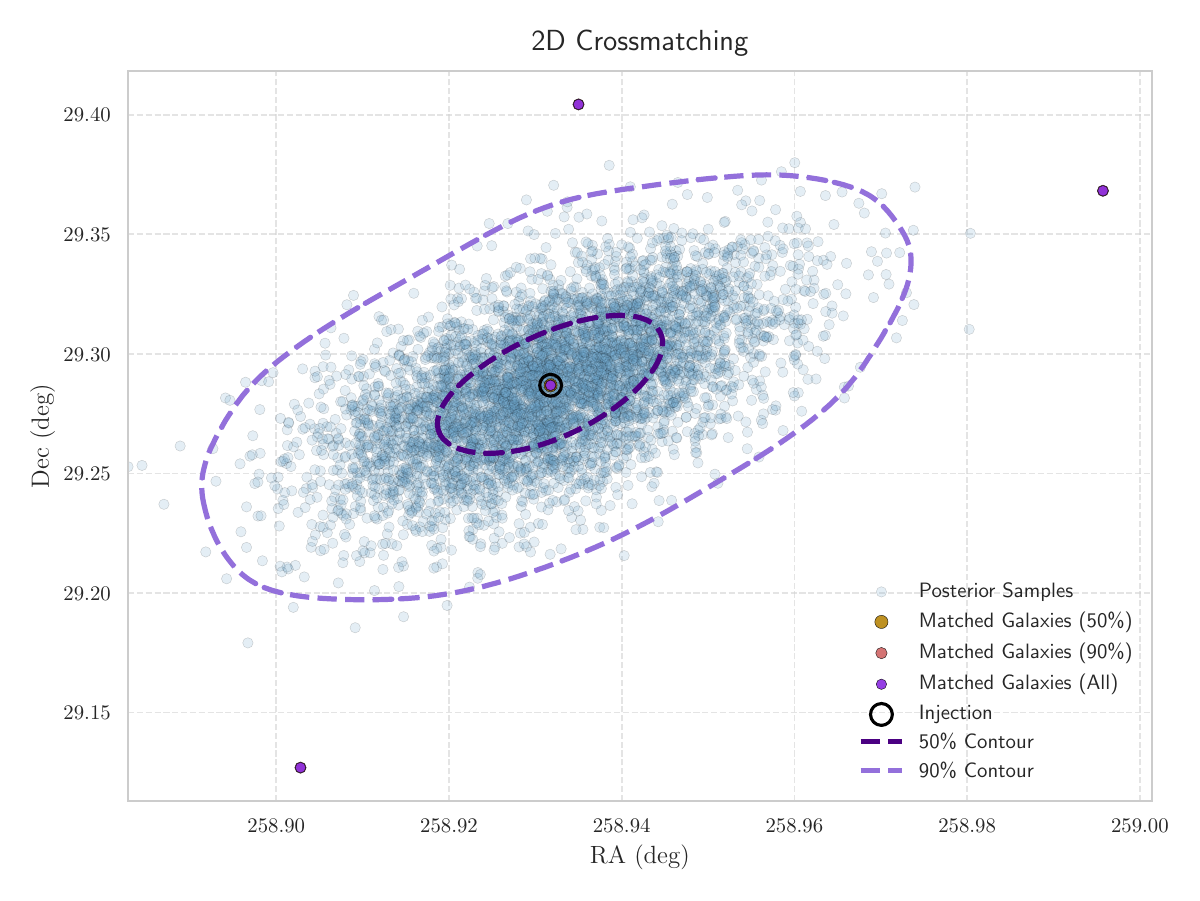 2D Crossmatching
29.40
29.35
29.30
29.25
29.20
29.15
Dec (deg)
258.90
258.92
258.94
258.96
258.98
259.00
RA (deg)
Posterior Samples
Matched Galaxies (50%)
Matched Galaxies (90%)
Matched Galaxies (All)
Injection
50% Contour
90% Contour